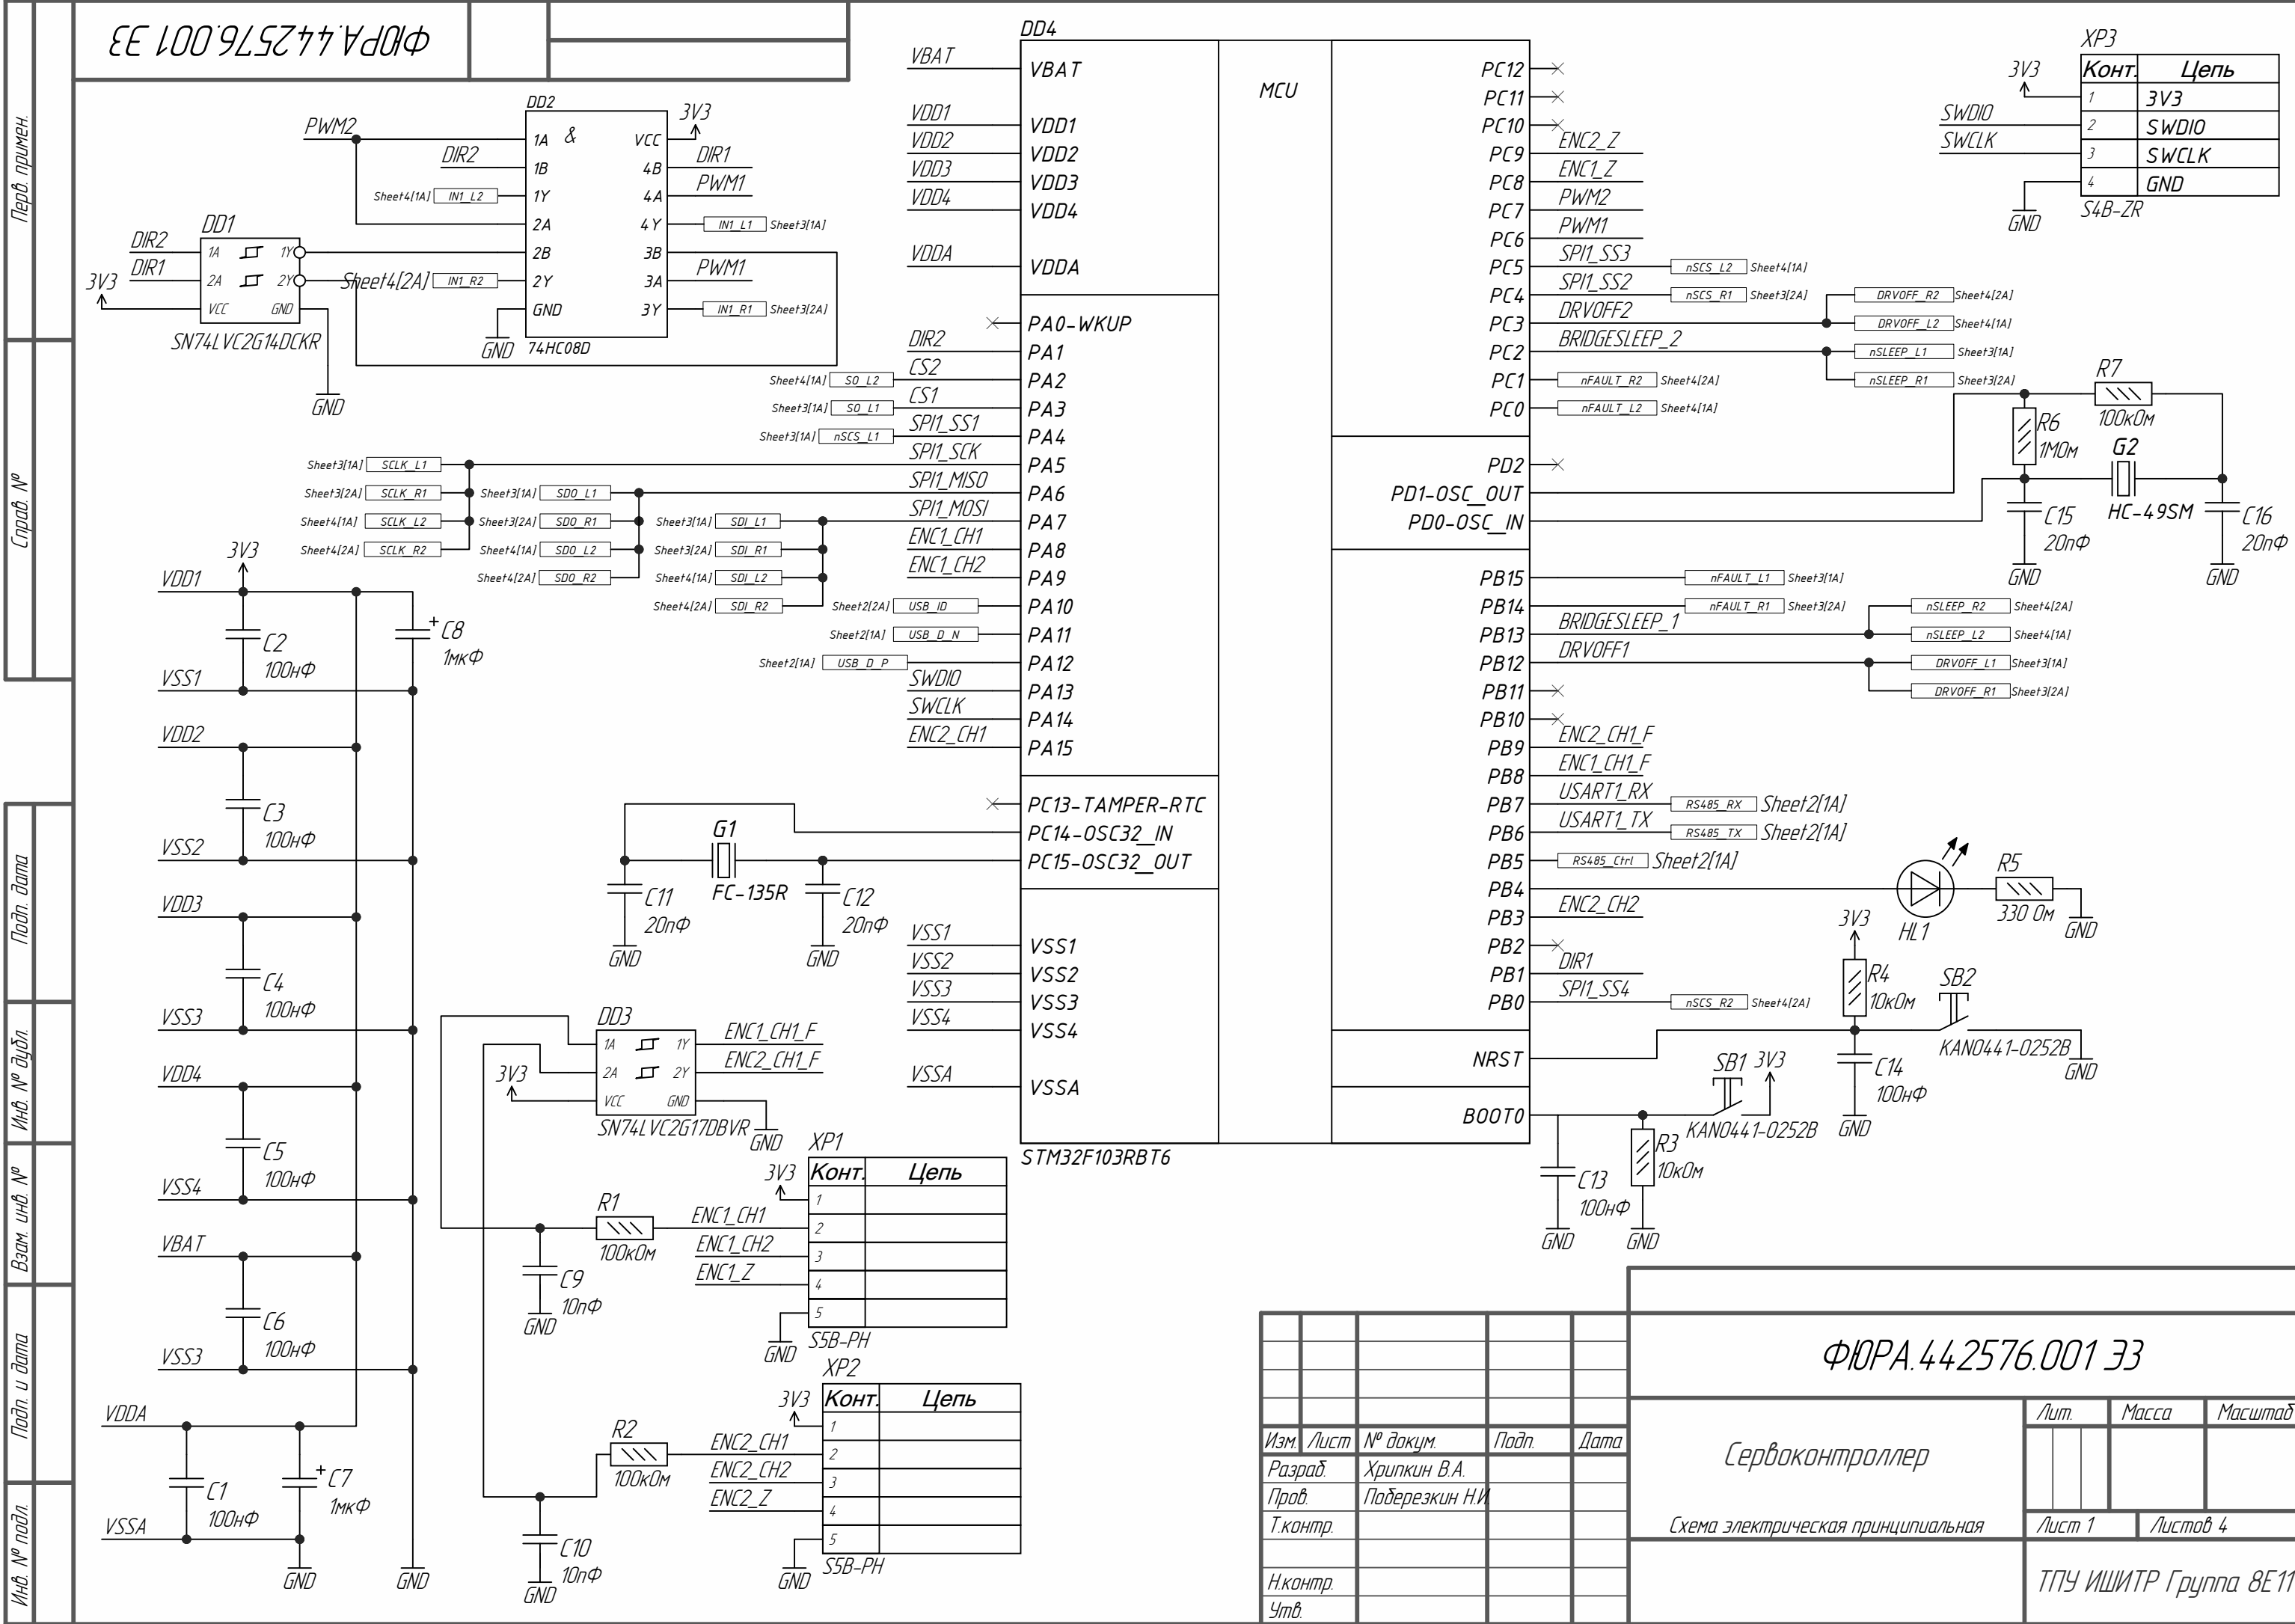 ФЮРА.442576.001 ЭЗ
Перв. примен.
Справ. №
Подп. дата
Инв. № дубл.
Взам. инв. №
Подп. и дата
Инв. № подл.
DD1
DIR2
DIR1
3V3
1A 1Y
2A 2Y
VCC GND
SN74LVC2G14DCKR
GND
DD2
&
PWM2
DIR2
1A VCC
1B 4B
1Y 4A
2A 4Y
2B 3B
2Y 3A
GND 3Y
3V3
DIR1
PWM1
Sheet4[1A] IN1_L2
IN1_L1 Sheet3[1A]
PWM1
Sheet4[2A] IN1_R2
IN1_R1 Sheet3[2A]
GND
74HC08D
DD4
MCU
VBAT VBAT
VDD1 VDD1
VDD2 VDD2
VDD3 VDD3
VDD4 VDD4
VDDA VDDA
PA0-WKUP
DIR2 PA1
Sheet4[1A] SO_L2 CS2 PA2
Sheet3[1A] SO_L1 CS1 PA3
Sheet3[1A] nSCS_L1 SPI1_SS1 PA4
Sheet3[1A] SCLK_L1 SPI1_SCK PA5
Sheet3[2A] SCLK_R1 Sheet3[1A] SDO_L1 SPI1_MISO PA6
Sheet4[1A] SCLK_L2 Sheet3[2A] SDO_R1 Sheet3[1A] SDI_L1 SPI1_MOSI PA7
Sheet4[2A] SCLK_R2 Sheet4[1A] SDO_L2 Sheet3[2A] SDI_R1 ENC1_CH1 PA8
Sheet4[2A] SDO_R2 Sheet4[1A] SDI_L2 ENC1_CH2 PA9
Sheet4[2A] SDI_R2 Sheet2[2A] USB_ID PA10
Sheet2[1A] USB_D_N PA11
Sheet2[1A] USB_D_P PA12
SWDIO PA13
SWCLK PA14
ENC2_CH1 PA15
PC13-TAMPER-RTC
PC14-OSC32_IN
PC15-OSC32_OUT
VSS1 VSS1
VSS2 VSS2
VSS3 VSS3
VSS4 VSS4
VSSA VSSA
STM32F103RBT6
PC12
PC11
PC10
PC9 ENC2_Z
PC8 ENC1_Z
PC7 PWM2
PC6 PWM1
PC5 SPI1_SS3 nSCS_L2 Sheet4[1A]
PC4 SPI1_SS2 nSCS_R1 Sheet3[2A] DRVOFF_R2 Sheet4[2A]
PC3 DRVOFF2 DRVOFF_L2 Sheet4[1A]
PC2 BRIDGESLEEP_2 nSLEEP_L1 Sheet3[1A]
PC1 nFAULT_R2 Sheet4[2A] nSLEEP_R1 Sheet3[2A]
PC0 nFAULT_L2 Sheet4[1A]
PD2
PD1-OSC_OUT
PD0-OSC_IN
PB15 nFAULT_L1 Sheet3[1A]
PB14 nFAULT_R1 Sheet3[2A] nSLEEP_R2 Sheet4[2A]
PB13 BRIDGESLEEP_1 nSLEEP_L2 Sheet4[1A]
PB12 DRVOFF1 DRVOFF_L1 Sheet3[1A]
PB11 DRVOFF_R1 Sheet3[2A]
PB10
PB9 ENC2_CH1_F
PB8 ENC1_CH1_F
PB7 USART1_RX RS485_RX Sheet2[1A]
PB6 USART1_TX RS485_TX Sheet2[1A]
PB5 RS485_Ctrl Sheet2[1A]
PB4
PB3 ENC2_CH2
PB2
PB1 DIR1
PB0 SPI1_SS4 nSCS_R2 Sheet4[2A]
NRST
BOOT0
XP3
Конт. Цепь
3V3 1 3V3
SWDIO 2 SWDIO
SWCLK 3 SWCLK
4 GND
GND
S4B-ZR
R7
100кОм
R6
1МОм
G2
HC-49SM
C15
20пФ
C16
20пФ
GND
GND
HL1
R5
330 Ом
GND
3V3
R4
10кОм
SB2
KAN0441-0252B
GND
C14
100нФ
GND
SB1
3V3
KAN0441-0252B
R3
10кОм
C13
100нФ
GND
GND
3V3
VDD1
C2
100нФ
C8
+
1мкФ
VSS1
VDD2
C3
100нФ
VSS2
VDD3
C4
100нФ
VSS3
VDD4
C5
100нФ
VSS4
VBAT
C6
100нФ
VSS3
VDDA
C1
100нФ
C7
+
1мкФ
VSSA
GND
GND
G1
FC-135R
C11
20пФ
C12
20пФ
GND
GND
DD3
1A 1Y ENC1_CH1_F
2A 2Y ENC2_CH1_F
3V3
VCC GND
SN74LVC2G17DBVR
GND
XP1
Конт. Цепь
3V3
1
R1
100кОм
ENC1_CH1 2
ENC1_CH2 3
ENC1_Z 4
5
C9
10пФ
GND
GND
S5B-PH
XP2
Конт. Цепь
3V3
1
R2
100кОм
ENC2_CH1 2
ENC2_CH2 3
ENC2_Z 4
5
C10
10пФ
GND
GND
S5B-PH
ФЮРА.442576.001 ЭЗ
Изм. Лист № докум. Подп. Дата
Разраб. Хрипкин В.А.
Пров. Поберезкин Н.И
Т.контр.
Н.контр.
Утв.
Сервоконтроллер
Схема электрическая принципиальная
Лит. Масса Масштаб
Лист 1 Листов 4
ТПУ ИШИТР Группа 8Е11